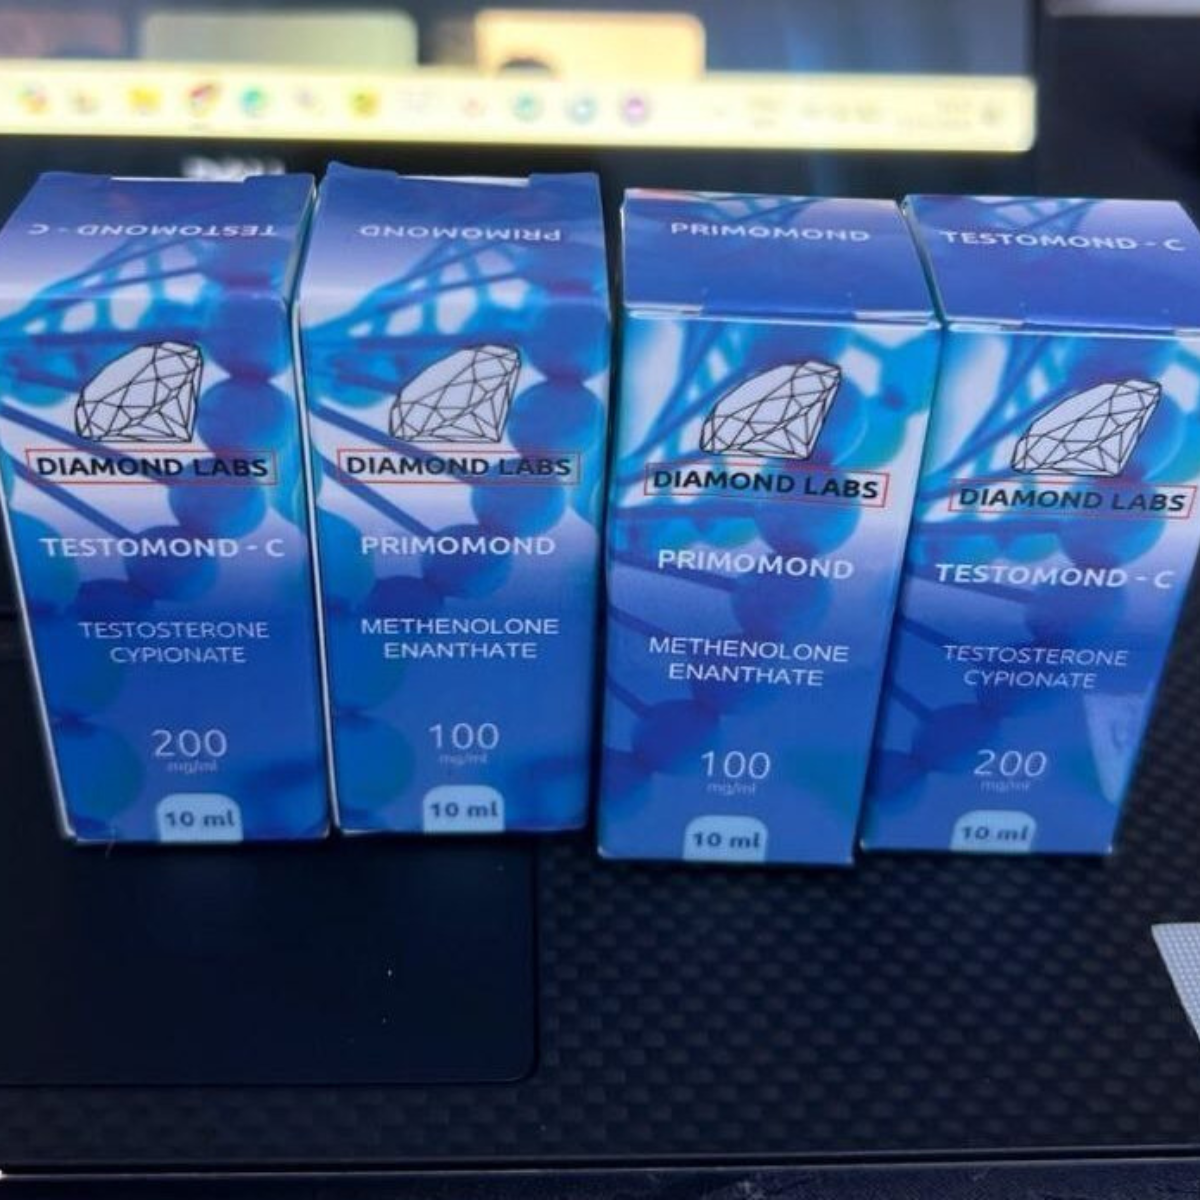 TESTOMOND - C
DIAMOND LABS
TESTOMOND - C
TESTOSTERONE
CYPIONATE
200
mg/ml
10 ml
PRIMOMOND
DIAMOND LABS
PRIMOMOND
METHENOLONE
ENANTHATE
100
mg/ml
10 ml
PRIMOMOND
DIAMOND LABS
PRIMOMOND
METHENOLONE
ENANTHATE
100
mg/ml
10 ml
TESTOMOND - C
DIAMOND LABS
TESTOMOND - C
TESTOSTERONE
CYPIONATE
200
mg/ml
10 ml